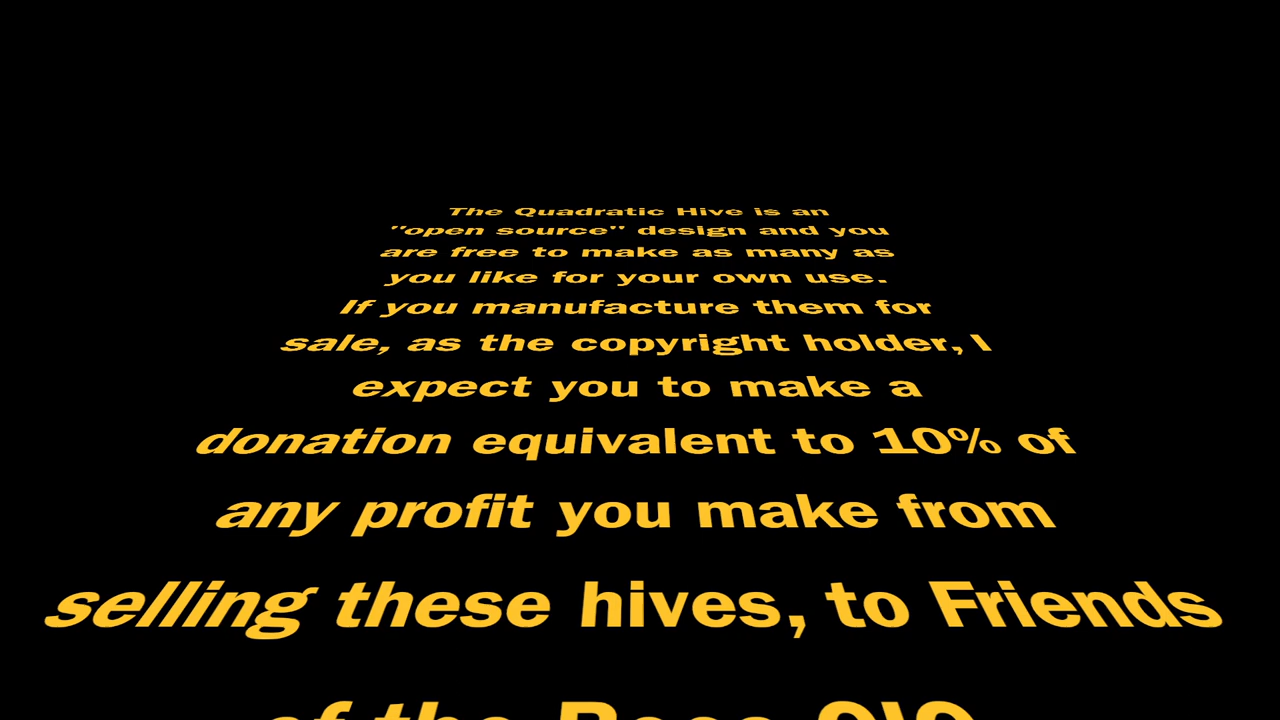 The Quadratic Hive is an
"open source" design and you
are free to make as many as
you like for your own use.
If you manufacture them for
sale, as the copyright holder, I
expect you to make a
donation equivalent to 10% of
any profit you make from
selling these hives, to Friends
of the Bees